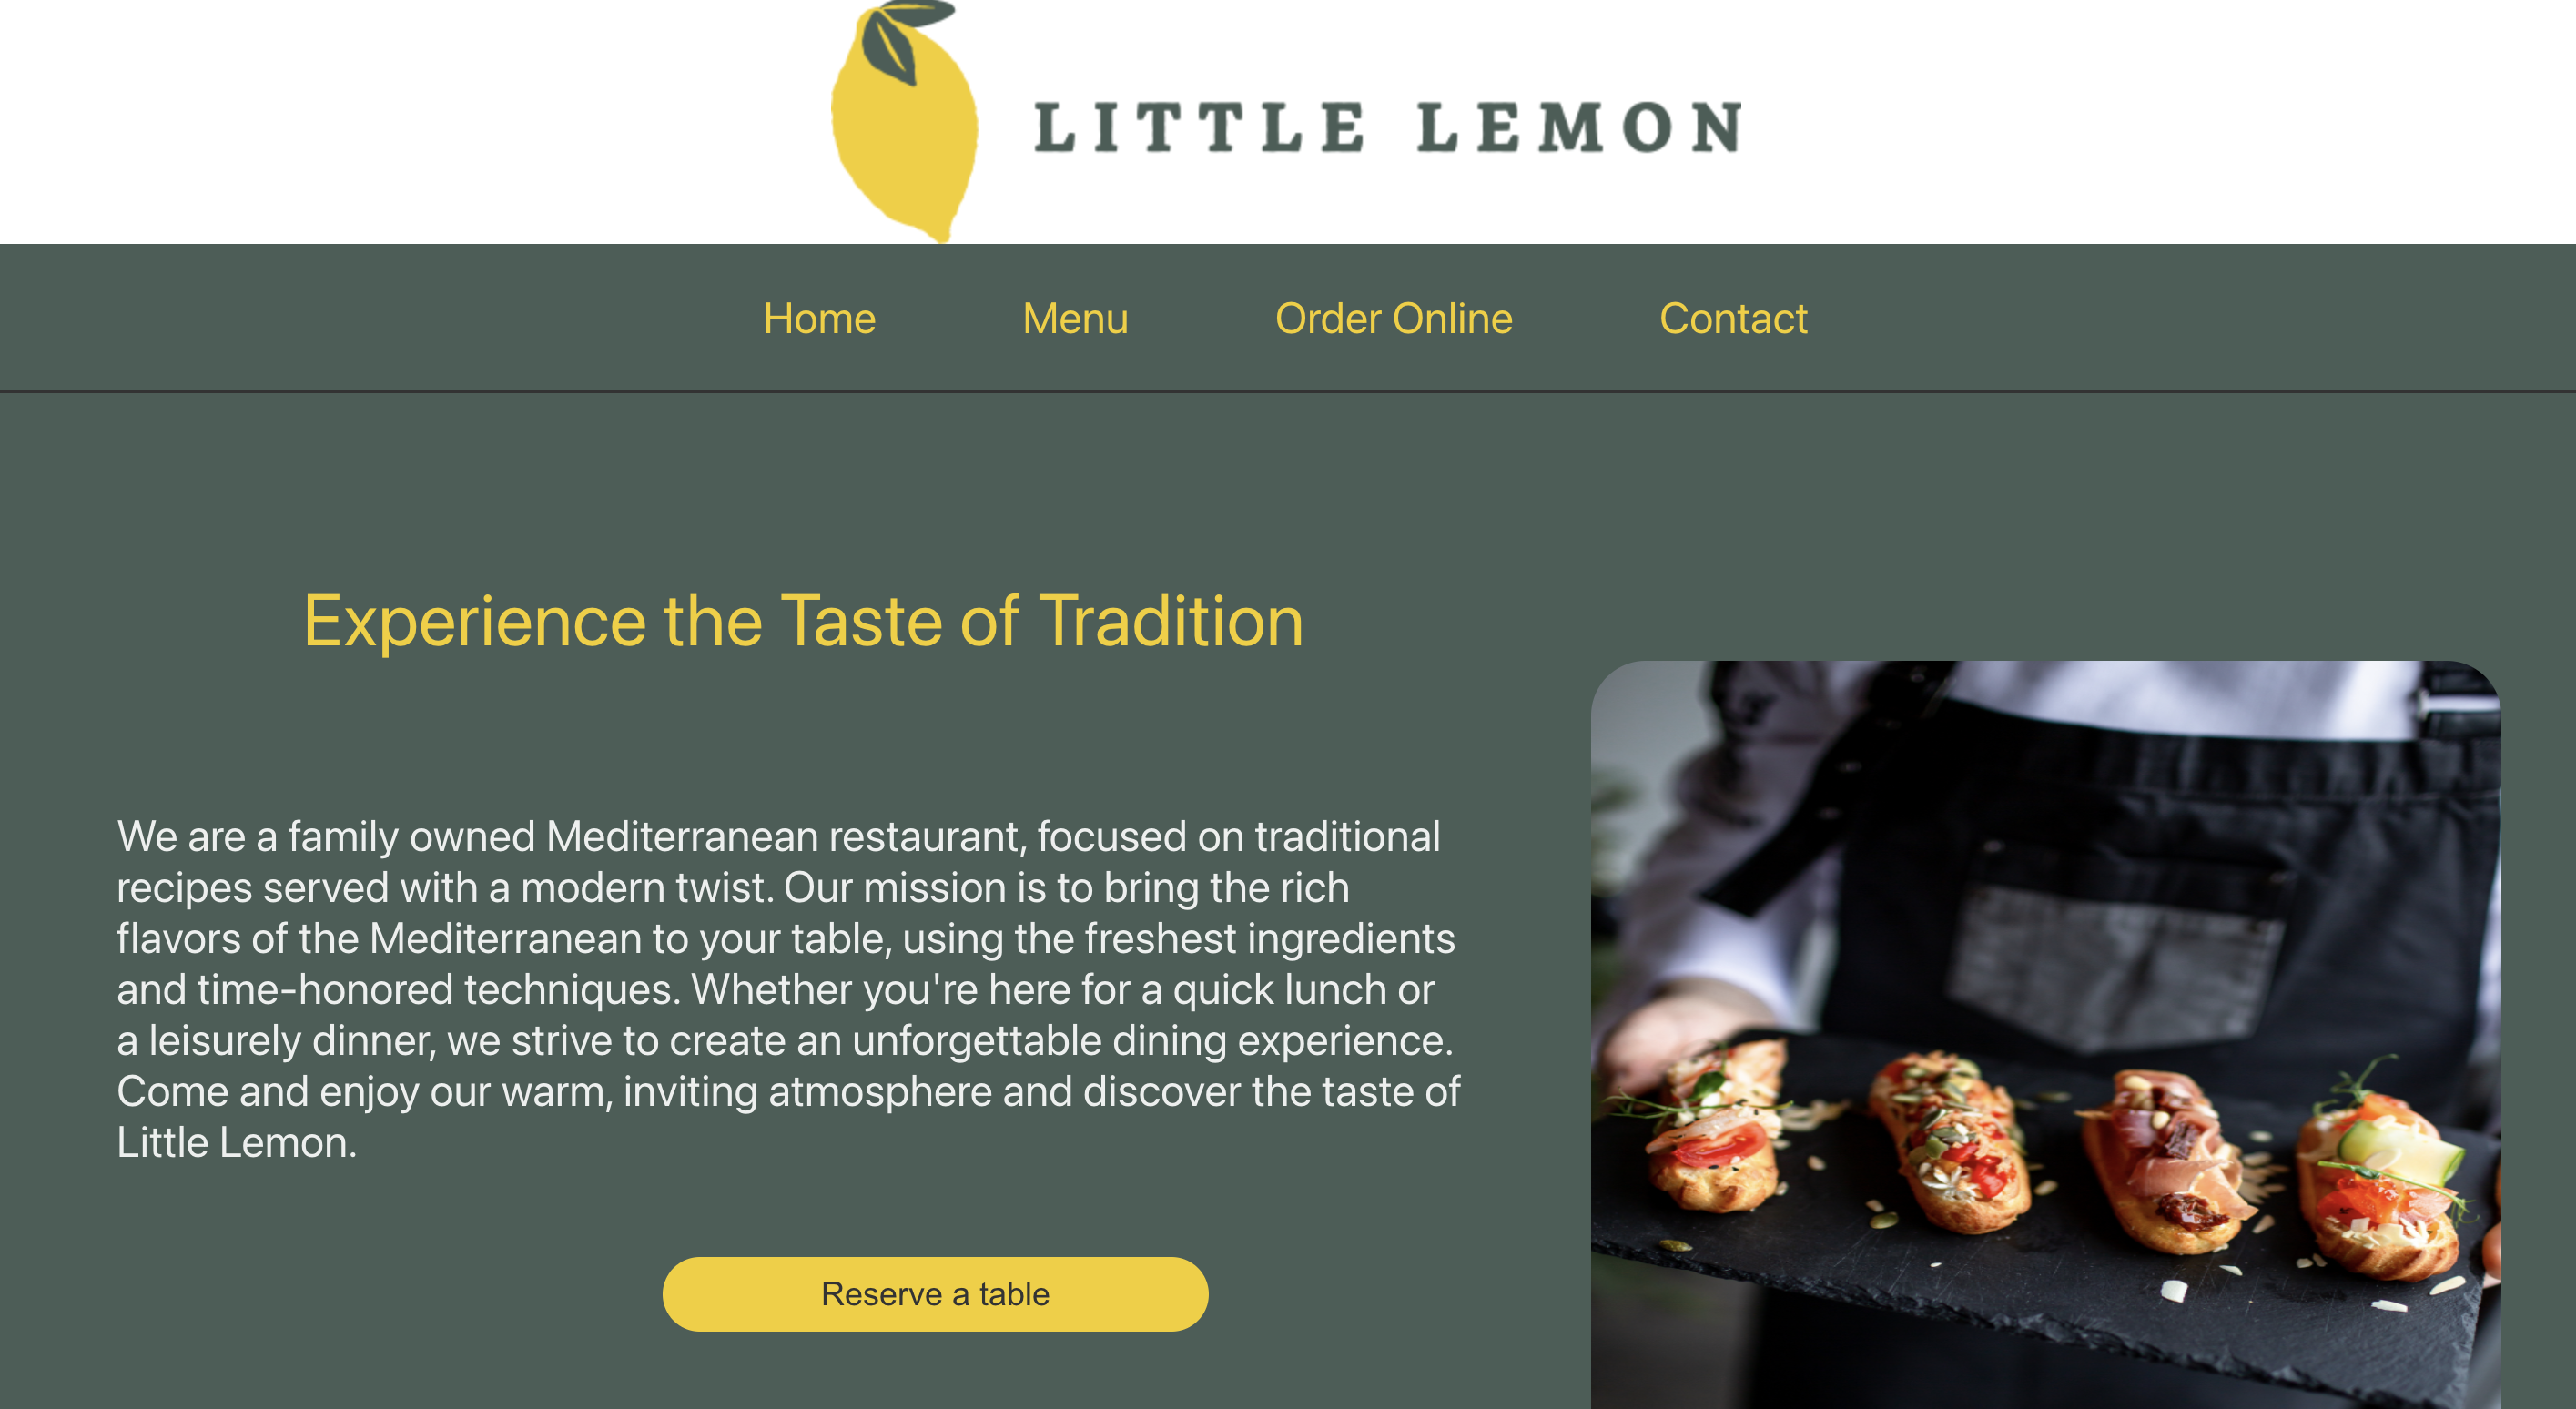 LITTLE LEMON
Home Menu Order Online Contact
Experience the Taste of Tradition
We are a family owned Mediterranean restaurant, focused on traditional
recipes served with a modern twist. Our mission is to bring the rich
flavors of the Mediterranean to your table, using the freshest ingredients
and time-honored techniques. Whether you're here for a quick lunch or
a leisurely dinner, we strive to create an unforgettable dining experience.
Come and enjoy our warm, inviting atmosphere and discover the taste of
Little Lemon.
Reserve a table